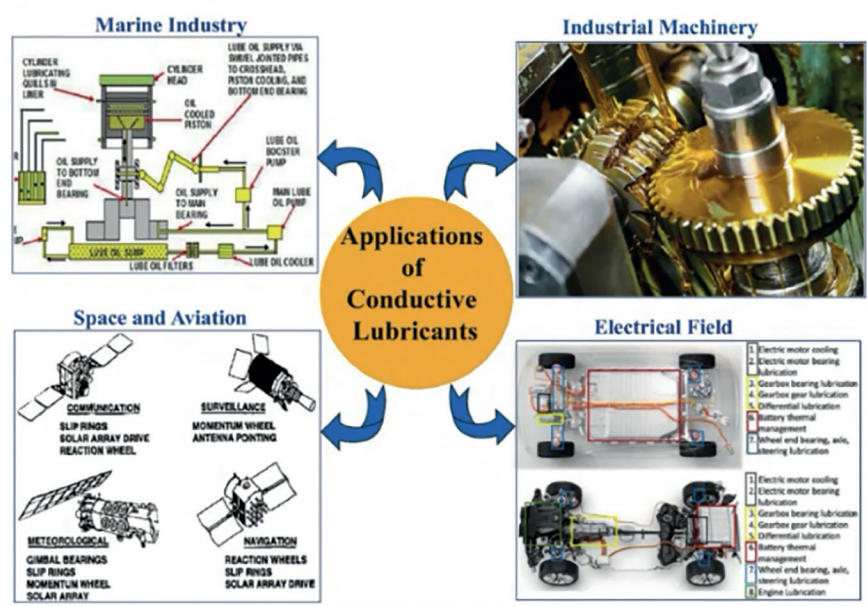 Marine Industry
CYLINDER
LUBRICATING
QUILLS IN
LINER
CYLINDER
HEAD
LUBE OIL SUPPLY VIA
SWIVEL JOINTED PIPES
TO CROSSHEAD,
PISTON COOLING, AND
BOTTOM END BEARING
OIL
COOLED
PISTON
LUBE OIL
BOOSTER
PUMP
OIL SUPPLY
TO BOTTOM
END
BEARING
OIL SUPPLY
TO MAIN
BEARING
MAIN LUBE
OIL PUMP
LUBE OIL SUMP
LUBE OIL FILTERS
LUBE OIL COOLER
Industrial Machinery
Applications
of
Conductive
Lubricants
Space and Aviation
COMMUNICATION
SLIP RINGS
SOLAR ARRAY DRIVE
REACTION WHEEL
SURVEILLANCE
MOMENTUM WHEEL
ANTENNA POINTING
METEOROLOGICAL
GIMBAL BEARINGS
SLIP RINGS
MOMENTUM WHEEL
SOLAR ARRAY
NAVIGATION
REACTION WHEELS
SLIP RINGS
SOLAR ARRAY DRIVE
Electrical Field
1. Electric motor cooling
2. Electric motor bearing
lubrication
3. Gearbox bearing lubrication
4. Gearbox gear lubrication
5. Differential lubrication
6. Battery thermal
management
7. Wheel end bearing, axle,
steering lubrication
1. Electric motor cooling
2. Electric motor bearing
lubrication
3. Gearbox bearing lubrication
4. Gearbox gear lubrication
5. Differential lubrication
6. Battery thermal
management
7. Wheel end bearing, axle,
steering lubrication
8. Engine Lubrication